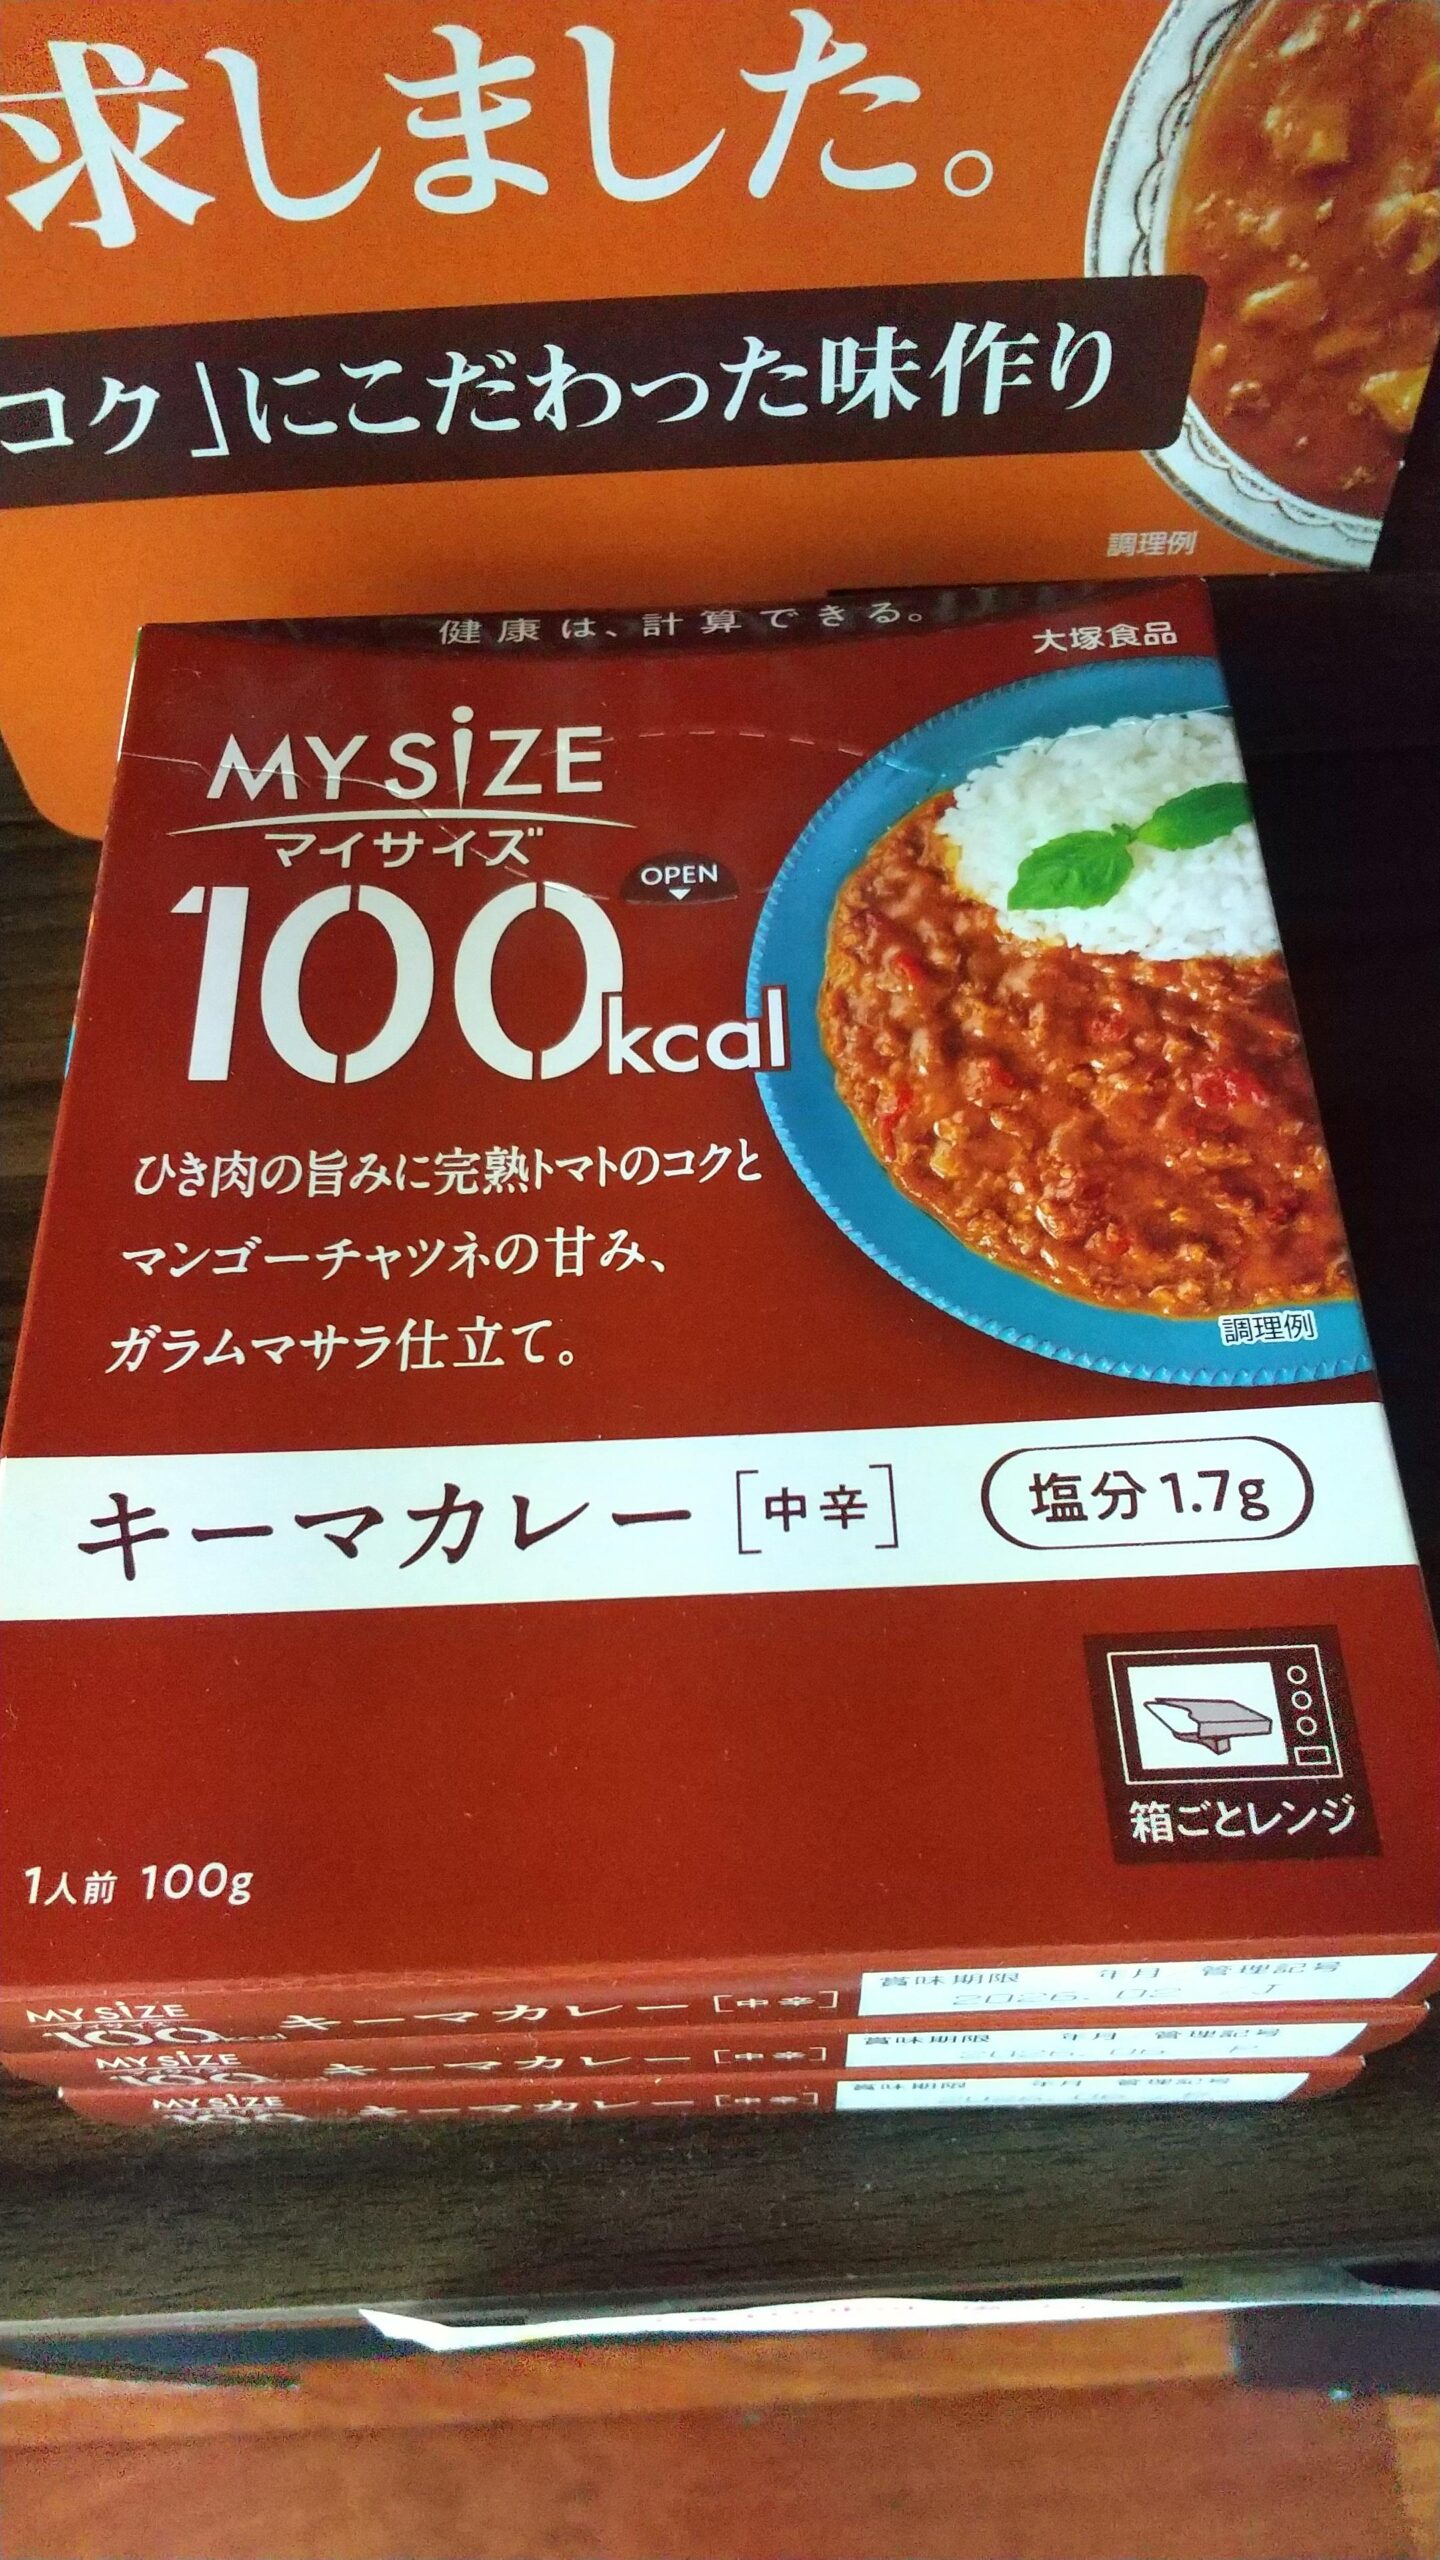 求しました。
コク」にこだわった味作り
調理例
健康は、計算できる。
大塚食品
MY SiZE
マイサイズ
OPEN
100kcal
ひき肉の旨みに完熟トマトのコクと
マンゴーチャツネの甘み、
ガラムマサラ仕立て。
調理例
キーマカレー[中辛] 塩分1.7g
箱ごとレンジ
1人前 100g
MY SiZE
マイサイズ
100kcal キーマカレー[中辛]
賞味期限 年月 管理記号
2026.02 J
MY SiZE
100 キーマカレー[中辛]
賞味期限 年月 管理記号
MY SiZE
キーマカレー[中辛]
賞味期限 年月 管理記号